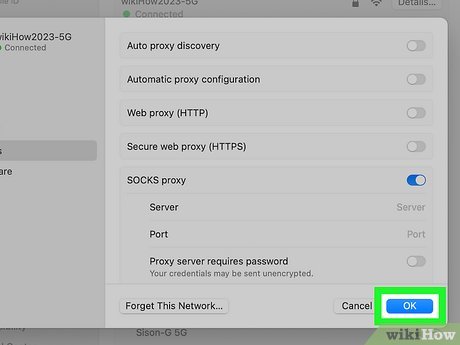 wikiHow2023-5G
Connected
Details...
wikiHow2023-5G
Connected
Auto proxy discovery
Automatic proxy configuration
Web proxy (HTTP)
Secure web proxy (HTTPS)
SOCKS proxy
Server Server
Port Port
Proxy server requires password
Your credentials may be sent unencrypted.
Forget This Network...
Cancel
OK
Sison-G 5G
wikiHow